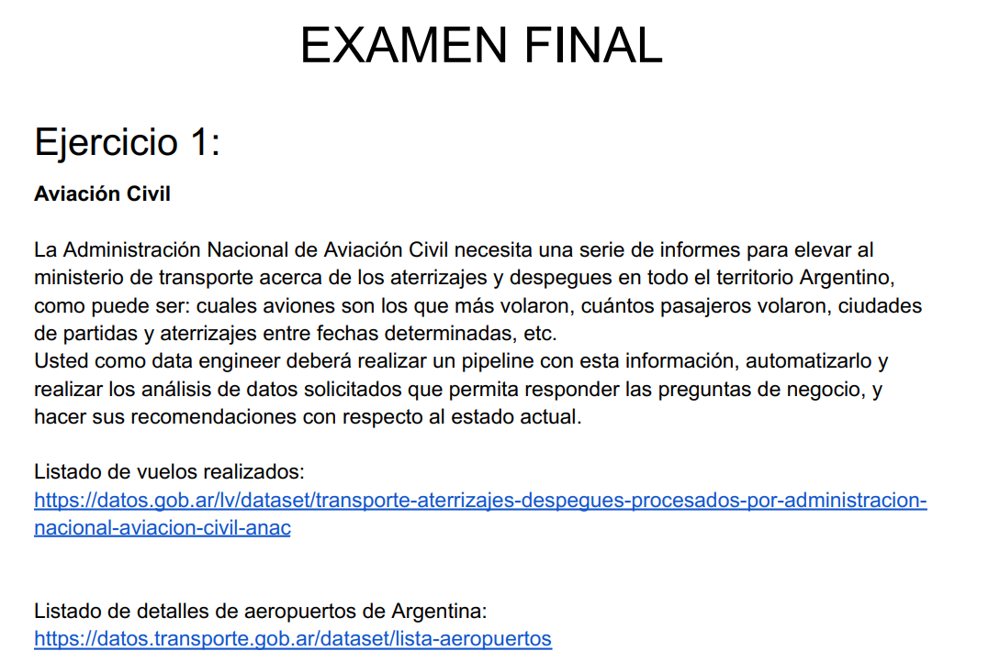 EXAMEN FINAL
Ejercicio 1:
Aviación Civil
La Administración Nacional de Aviación Civil necesita una serie de informes para elevar al
ministerio de transporte acerca de los aterrizajes y despegues en todo el territorio Argentino,
como puede ser: cuales aviones son los que más volaron, cuántos pasajeros volaron, ciudades
de partidas y aterrizajes entre fechas determinadas, etc.
Usted como data engineer deberá realizar un pipeline con esta información, automatizarlo y
realizar los análisis de datos solicitados que permita responder las preguntas de negocio, y
hacer sus recomendaciones con respecto al estado actual.
Listado de vuelos realizados:
https://datos.gob.ar/lv/dataset/transporte-aterrizajes-despegues-procesados-por-administracion-
nacional-aviacion-civil-anac
Listado de detalles de aeropuertos de Argentina:
https://datos.transporte.gob.ar/dataset/lista-aeropuertos